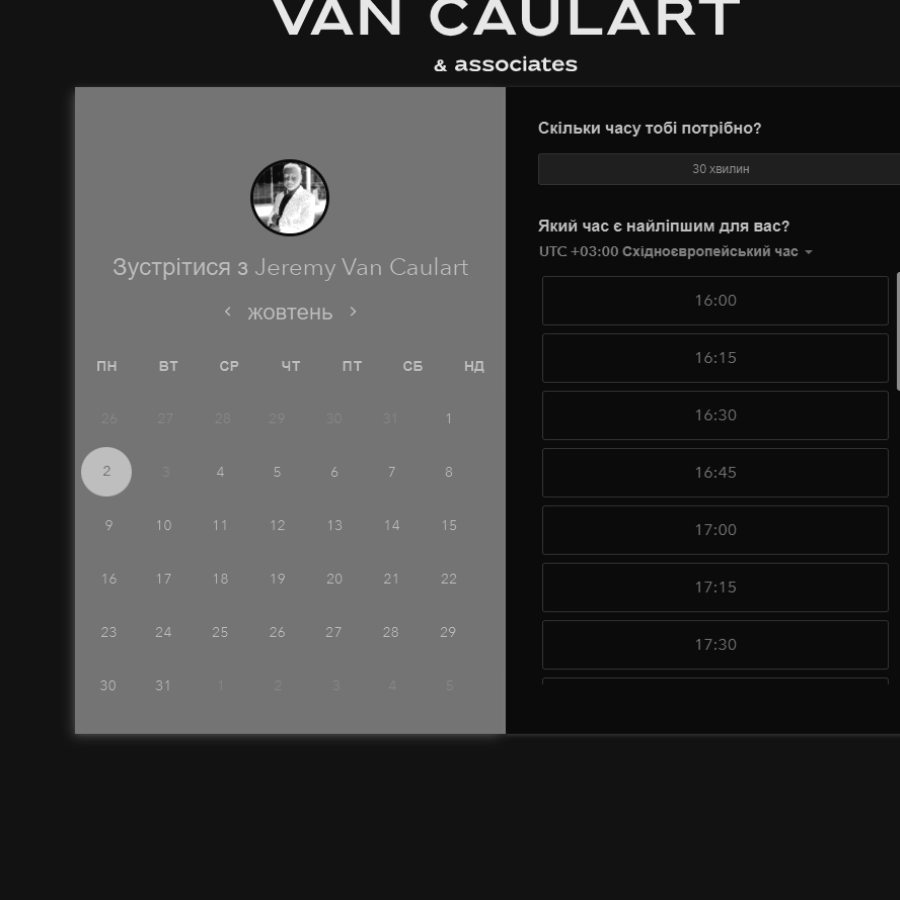 VAN CAULART
& associates
Зустрітися з Jeremy Van Caulart
жовтень
ПН ВТ СР ЧТ ПТ СБ НД
26 27 28 29 30 31 1
2 3 4 5 6 7 8
9 10 11 12 13 14 15
16 17 18 19 20 21 22
23 24 25 26 27 28 29
30 31 1 2 3 4 5
Скільки часу тобі потрібно?
30 хвилин
Який час є найліпшим для вас?
UTC +03:00 Східноєвропейський час
16:00
16:15
16:30
16:45
17:00
17:15
17:30